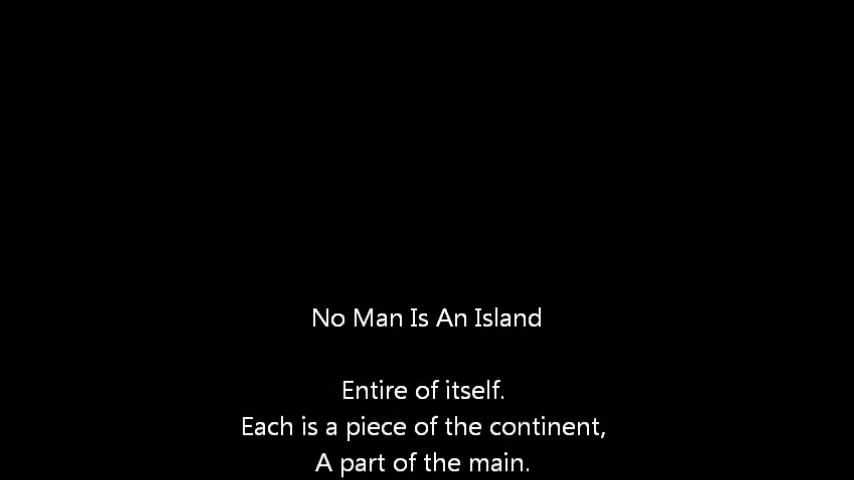 No Man Is An Island
Entire of itself.
Each is a piece of the continent,
A part of the main.